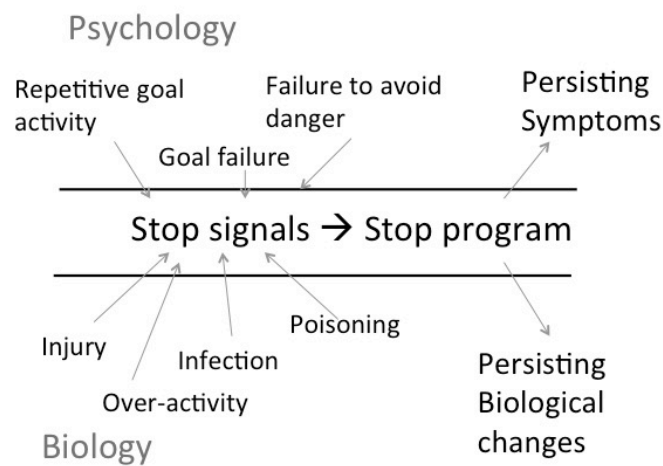 Psychology
Repetitive goal
activity
Failure to avoid
danger
Persisting
Symptoms
Goal failure
Stop signals → Stop program
Injury
Over-activity
Infection
Poisoning
Persisting
Biological
changes
Biology